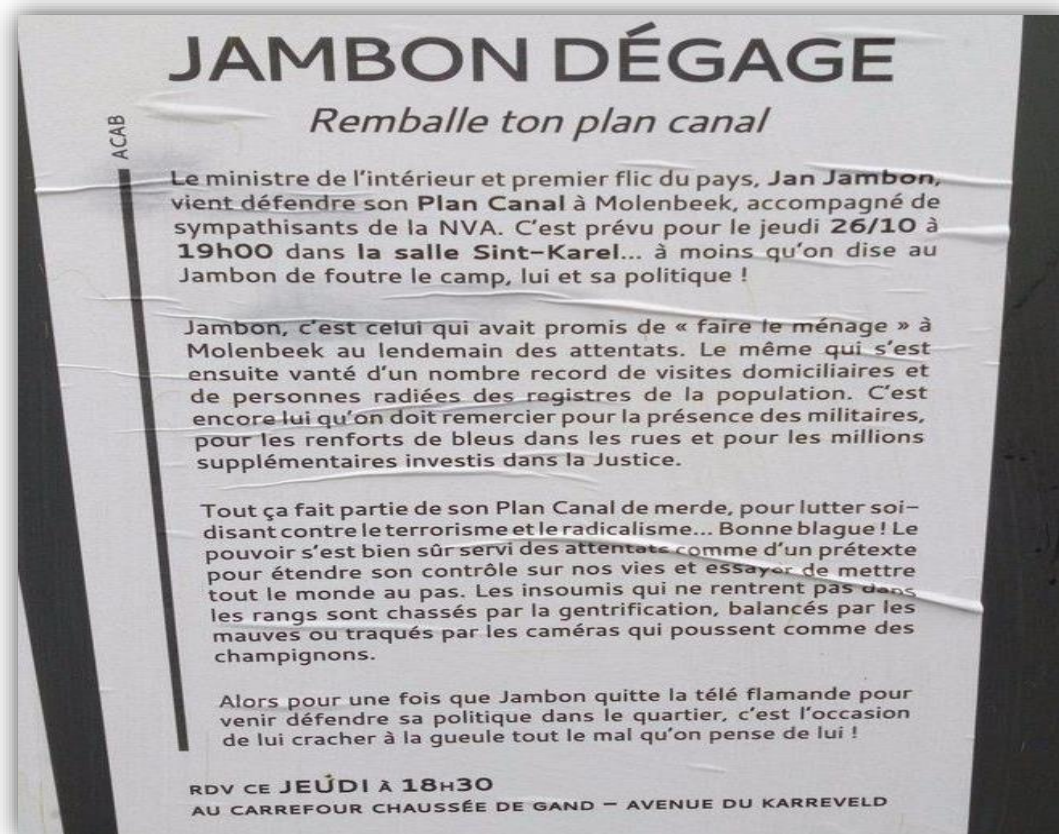 JAMBON DÉGAGE
Remballe ton plan canal
ACAB
Le ministre de l'intérieur et premier flic du pays, Jan Jambon,
vient défendre son Plan Canal à Molenbeek, accompagné de
sympathisants de la NVA. C'est prévu pour le jeudi 26/10 à
19h00 dans la salle Sint-Karel... à moins qu'on dise au
Jambon de foutre le camp, lui et sa politique !
Jambon, c'est celui qui avait promis de « faire le ménage » à
Molenbeek au lendemain des attentats. Le même qui s'est
ensuite vanté d'un nombre record de visites domiciliaires et
de personnes radiées des registres de la population. C'est
encore lui qu'on doit remercier pour la présence des militaires,
pour les renforts de bleus dans les rues et pour les millions
supplémentaires investis dans la Justice.
Tout ça fait partie de son Plan Canal de merde, pour lutter soi-
disant contre le terrorisme et le radicalisme... Bonne blague ! Le
pouvoir s'est bien sûr servi des attentats comme d'un prétexte
pour étendre son contrôle sur nos vies et essayer de mettre
tout le monde au pas. Les insoumis qui ne rentrent pas dans
les rangs sont chassés par la gentrification, balancés par les
mauves ou traqués par les caméras qui poussent comme des
champignons.
Alors pour une fois que Jambon quitte la télé flamande pour
venir défendre sa politique dans le quartier, c'est l'occasion
de lui cracher à la gueule tout le mal qu'on pense de lui !
RDV CE JEUDI À 18H30
AU CARREFOUR CHAUSSÉE DE GAND – AVENUE DU KARREVELD